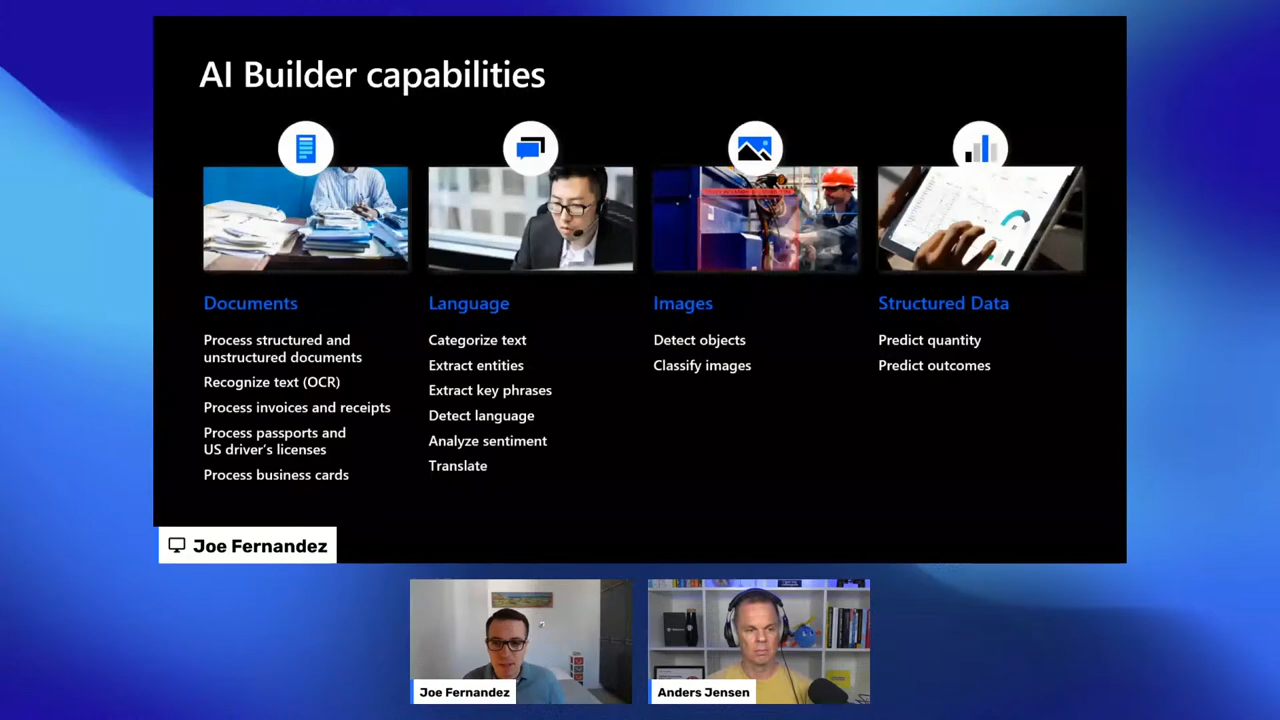 AI Builder capabilities
Documents
Process structured and
unstructured documents
Recognize text (OCR)
Process invoices and receipts
Process passports and
US driver's licenses
Process business cards
Language
Categorize text
Extract entities
Extract key phrases
Detect language
Analyze sentiment
Translate
Images
Detect objects
Classify images
Structured Data
Predict quantity
Predict outcomes
Joe Fernandez
Joe Fernandez
Anders Jensen